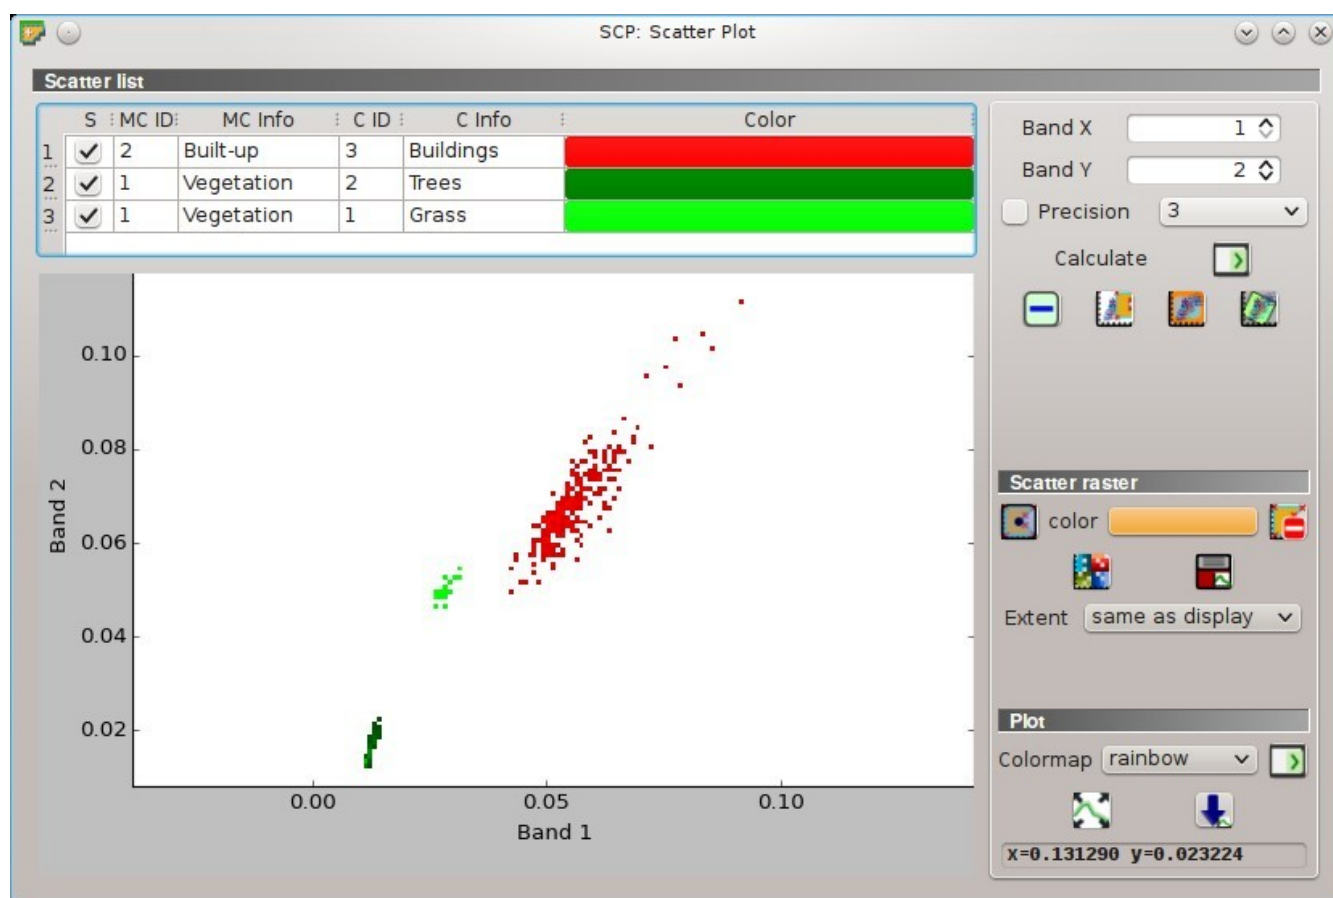 SCP: Scatter Plot
Scatter list
S MC ID MC Info C ID C Info Color
1 2 Built-up 3 Buildings
2 1 Vegetation 2 Trees
3 1 Vegetation 1 Grass
Band X 1
Band Y 2
Precision 3
Calculate
0.10
0.08
0.06
0.04
0.02
Band 2
0.00 0.05 0.10
Band 1
Scatter raster
color
Extent same as display
Plot
Colormap rainbow
x=0.131290 y=0.023224